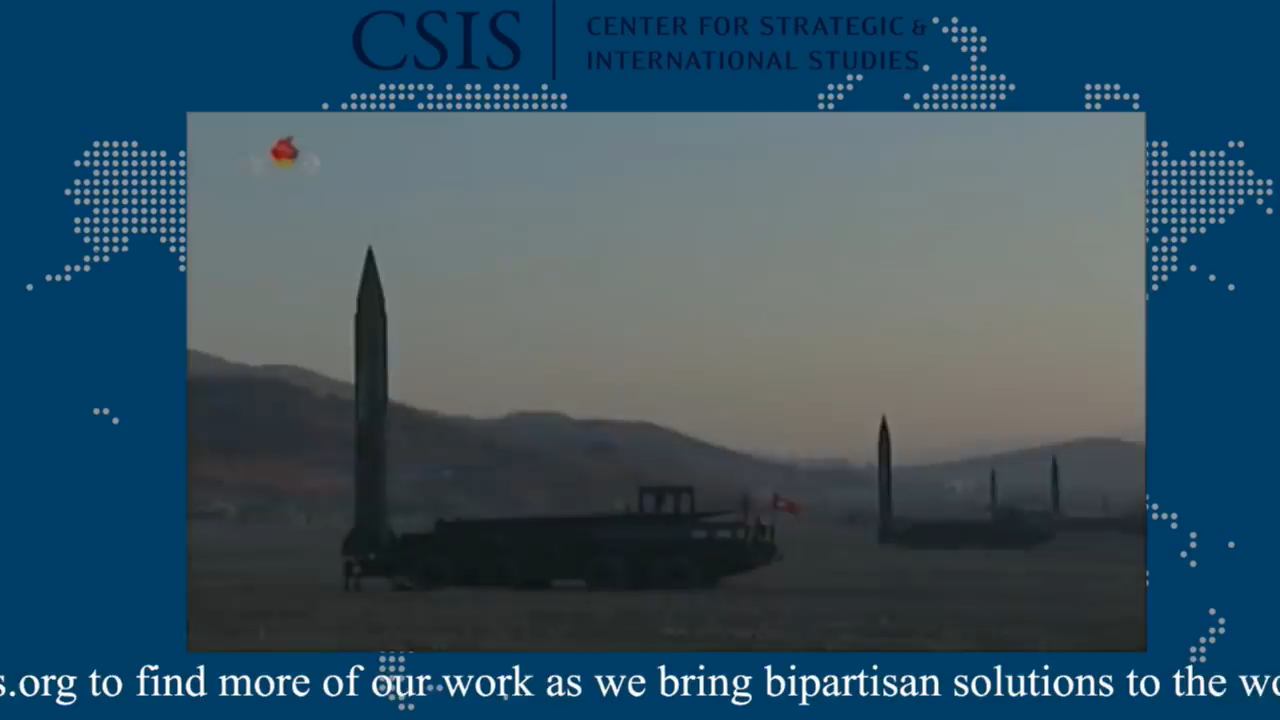 CSIS
CENTER FOR STRATEGIC &
INTERNATIONAL STUDIES
s.org to find more of our work as we bring bipartisan solutions to the wo